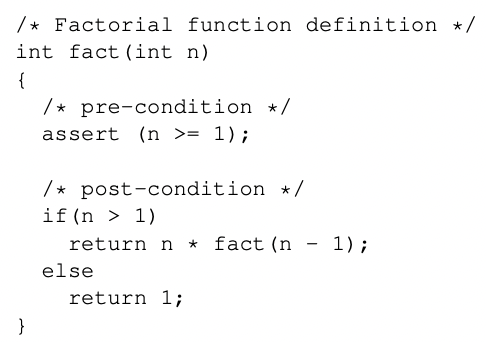 /* Factorial function definition */
int fact(int n)
{
  /* pre-condition */
  assert (n >= 1);

  /* post-condition */
  if(n > 1)
    return n * fact(n - 1);
  else
    return 1;
}